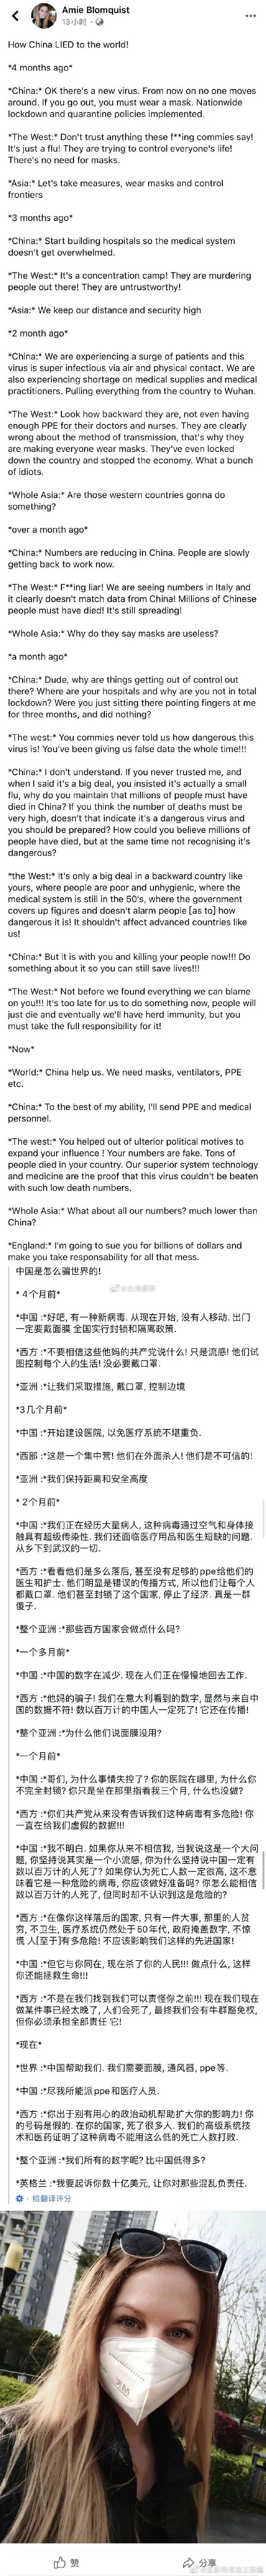 Amie Blomquist
13小时
How China LIED to the world!
*4 months ago*
*China:* OK there's a new virus. From now on no one moves
around. If you go out, you must wear a mask. Nationwide
lockdown and quarantine policies implemented.
*The West:* Don't trust anything these f**ing commies say!
It's just a flu! They are trying to control everyone's life!
There's no need for masks.
*Asia:* Let's take measures, wear masks and control
frontiers
*3 months ago*
*China:* Start building hospitals so the medical system
doesn't get overwhelmed.
*The West:* It's a concentration camp! They are murdering
people out there! They are untrustworthy!
*Asia:* We keep our distance and security high
*2 month ago*
*China:* We are experiencing a surge of patients and this
virus is super infectious via air and physical contact. We are
also experiencing shortage on medical supplies and medical
practitioners. Pulling everything from the country to Wuhan.
*The West:* Look how backward they are, not even having
enough PPE for their doctors and nurses. They are clearly
wrong about the method of transmission, that's why they
are making everyone wear masks. They've even locked
down the country and stopped the economy. What a bunch
of idiots.
*Whole Asia:* Are those western countries gonna do
something?
*over a month ago*
*China:* Numbers are reducing in China. People are slowly
getting back to work now.
*The West:* F**ing liar! We are seeing numbers in Italy and
it clearly doesn't match data from China! Millions of Chinese
people must have died! It's still spreading!
*Whole Asia:* Why do they say masks are useless?
*a month ago*
*China:* Dude, why are things getting out of control out
there? Where are your hospitals and why are you not in total
lockdown? Were you just sitting there pointing fingers at me
for three months, and did nothing?
*The west:* You commies never told us how dangerous this
virus is! You've been giving us false data the whole time!!!
*China:* I don't understand. If you never trusted me, and
when I said it's a big deal, you insisted it's actually a small
flu, why do you maintain that millions of people must have
died in China? If you think the number of deaths must be
very high, doesn't that indicate it's a dangerous virus and
you should be prepared? How could you believe millions of
people have died, but at the same time not recognising it's
dangerous?
*the West:* It's only a big deal in a backward country like
yours, where people are poor and unhygienic, where the
medical system is still in the 50's, where the government
covers up figures and doesn't alarm people [as to] how
dangerous it is! It shouldn't affect advanced countries like
us!
*China:* But it is with you and killing your people now!!! Do
something about it so you can still save lives!!!
*The West:* Not before we found everything we can blame
on you!!! It's too late for us to do something now, people will
just die and eventually we'll have herd immunity, but you
must take the full responsibility for it!
*Now*
*World:* China help us. We need masks, ventilators, PPE
etc.
*China:* To the best of my ability, I'll send PPE and medical
personnel.
*The west:* You helped out of ulterior political motives to
expand your influence ! Your numbers are fake. Tons of
people died in your country. Our superior system technology
and medicine are the proof that this virus couldn't be beaten
with such low death numbers.
*Whole Asia:* What about all our numbers? much lower than
China?
*England:* I'm going to sue you for billions of dollars and
make you take responsability for all that mess.
中国是怎么骗世界的!
* 4个月前*
*中国 :*好吧, 有一种新病毒. 从现在开始, 没有人移动. 出门
一定要戴面膜 全国实行封锁和隔离政策.
*西方 :*不要相信这些他妈的共产党说什么! 只是流感! 他们试
图控制每个人的生活! 没必要戴口罩.
*亚洲 :*让我们采取措施, 戴口罩, 控制边境
*3几个月前*
*中国 :*开始建设医院, 以免医疗系统不堪重负.
*西部 :*这是一个集中营! 他们在外面杀人! 他们是不可信的!
*亚洲 :*我们保持距离和安全高度
* 2个月前*
*中国 :*我们正在经历大量病人, 这种病毒通过空气和身体接
触具有超级传染性. 我们还面临医疗用品和医生短缺的问题.
从乡下到武汉的一切.
*西方 :*看看他们是多么落后, 甚至没有足够的ppe给他们的
医生和护士. 他们明显是错误的传播方式, 所以他们让每个人
都戴口罩. 他们甚至封锁了这个国家, 停止了经济. 真是一群
傻子.
*整个亚洲 :*那些西方国家会做点什么吗?
*一个多月前*
*中国 :*中国的数字在减少. 现在人们正在慢慢地回去工作.
*西方 :*他妈的骗子! 我们在意大利看到的数字, 显然与来自中
国的数据不符! 数以百万计的中国人一定死了! 它还在传播!
*整个亚洲 :*为什么他们说面膜没用?
*一个月前*
*中国 :*哥们, 为什么事情失控了? 你的医院在哪里, 为什么你
不完全封锁? 你只是坐在那里指着我三个月, 什么也没做?
*西方 :*你们共产党从来没有告诉我们这种病毒有多危险! 你
一直在给我们虚假的数据!!!
*中国 :*我不明白. 如果你从来不相信我, 当我说这是一个大问
题, 你坚持说其实是一个小流感, 你为什么坚持说中国一定有
数以百万计的人死了? 如果你认为死亡人数一定很高, 这不意
味着它是一种危险的病毒, 你应该做好准备吗? 你怎么能相信
数以百万计的人死了, 但同时却不认识到这是危险的?
*西方 :*在像你这样落后的国家, 只有一件大事, 那里的人贫
穷, 不卫生, 医疗系统仍然处于50年代, 政府掩盖数字, 不惊
慌 人[至于]有多危险! 不应该影响我们这样的先进国家!
*中国 :*但它与你同在, 现在杀了你的人民!!! 做点什么, 这样
你还能拯救生命!!!
*西方 :*不是在我们找到我们可以责怪你之前!!! 现在我们现在
做某件事已经太晚了, 人们会死了, 最终我们会有牛群豁免权,
但你必须承担全部责任 它!
*现在*
*世界 :*中国帮助我们. 我们需要面膜, 通风器, ppe等.
*中国 :*尽我所能派ppe和医疗人员.
*西方 :*你出于别有用心的政治动机帮助扩大你的影响力! 你
的号码是假的. 在你的国家, 死了很多人. 我们的高级系统技
术和医药证明了这种病毒不能用这么低的死亡人数打败.
*整个亚洲 :*我们所有的数字呢? 比中国低得多?
*英格兰 :*我要起诉你数十亿美元, 让你对那些混乱负责任.
给翻译评分
赞
分享